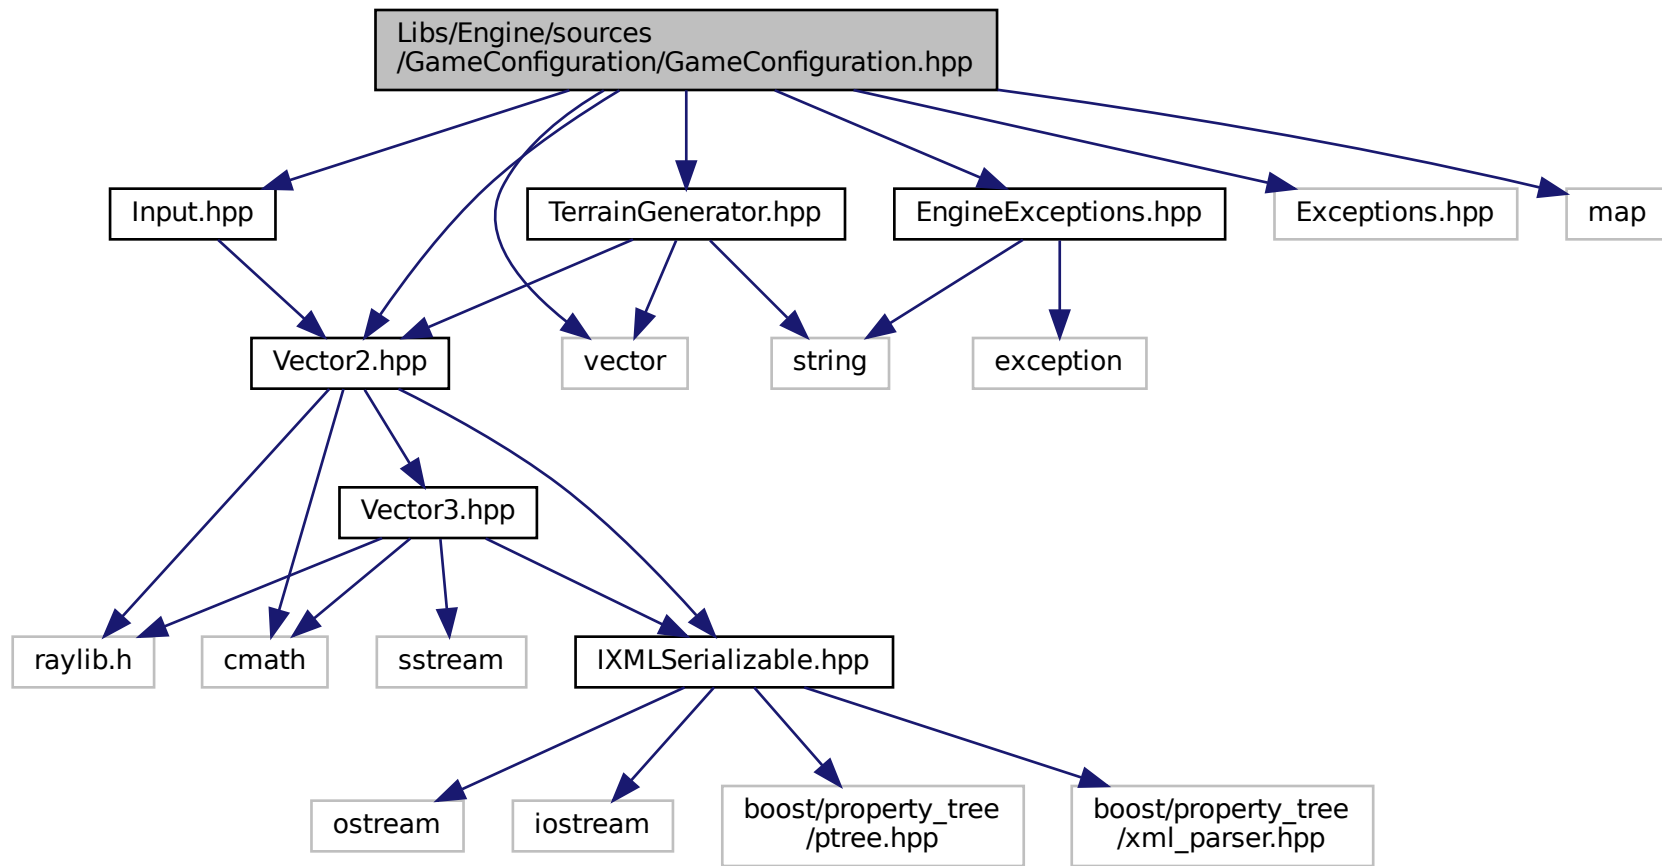 Libs/Engine/sources
/GameConfiguration/GameConfiguration.hpp
Input.hpp
TerrainGenerator.hpp
EngineExceptions.hpp
Exceptions.hpp
map
Vector2.hpp
vector
string
exception
Vector3.hpp
raylib.h
cmath
sstream
IXMLSerializable.hpp
ostream
iostream
boost/property_tree
/ptree.hpp
boost/property_tree
/xml_parser.hpp